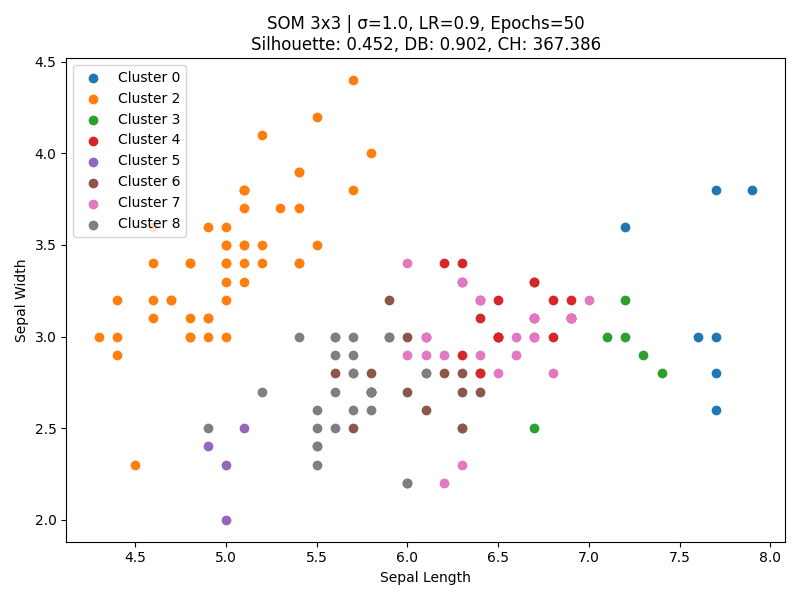 SOM 3x3 | σ=1.0, LR=0.9, Epochs=50
Silhouette: 0.452, DB: 0.902, CH: 367.386
Cluster 0
Cluster 2
Cluster 3
Cluster 4
Cluster 5
Cluster 6
Cluster 7
Cluster 8
Sepal Width
4.5
4.0
3.5
3.0
2.5
2.0
4.5
5.0
5.5
6.0
6.5
7.0
7.5
8.0
Sepal Length